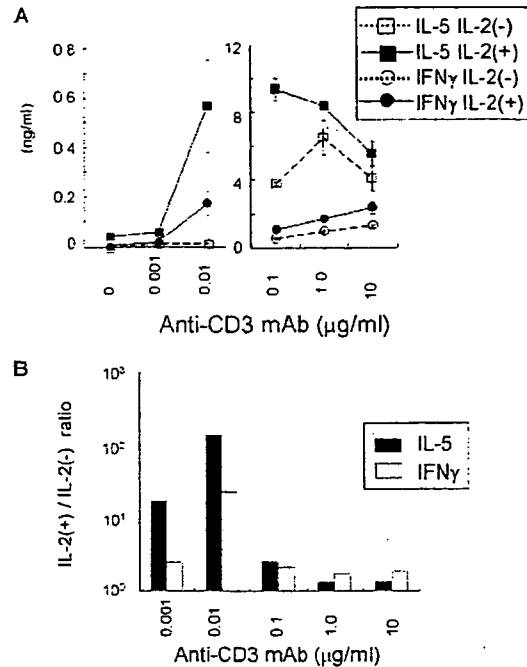 A
IL-5 IL-2(-)
IL-5 IL-2(+)
IFNγ IL-2(-)
IFNγ IL-2(+)
(ng/ml)
0.8
0.6
0.4
0.2
0
12
8
4
0
0
0.001
0.01
0.1
1.0
10
Anti-CD3 mAb (μg/ml)
B
IL-2(+) / IL-2(-) ratio
10³
10²
10¹
10⁰
IL-5
IFNγ
0.001
0.01
0.1
1.0
10
Anti-CD3 mAb (μg/ml)